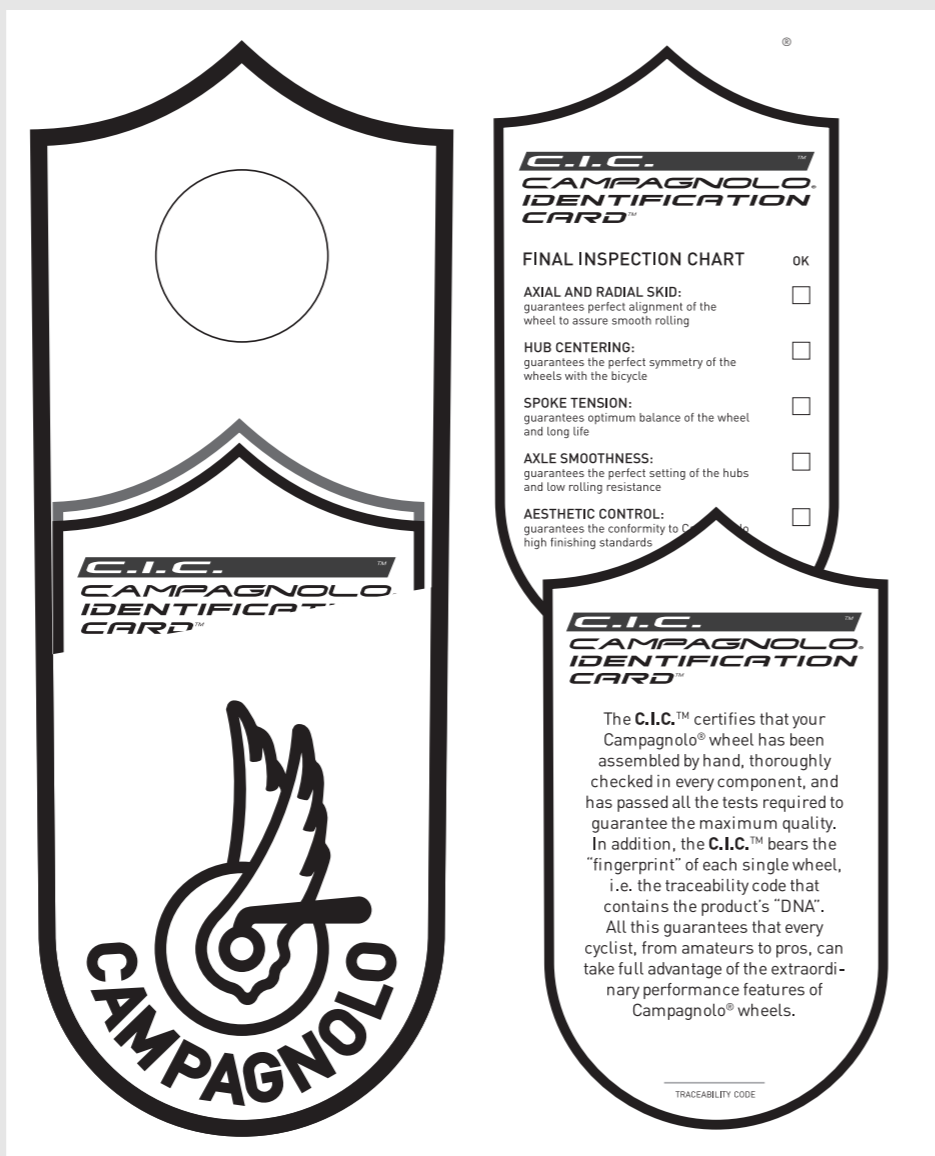 C.I.C.™
CAMPAGNOLO
IDENTIFICAT
CARD™
CAMPAGNOLO
®
C.I.C.™
CAMPAGNOLO®
IDENTIFICATION
CARD™
FINAL INSPECTION CHART OK
AXIAL AND RADIAL SKID:
guarantees perfect alignment of the
wheel to assure smooth rolling
HUB CENTERING:
guarantees the perfect symmetry of the
wheels with the bicycle
SPOKE TENSION:
guarantees optimum balance of the wheel
and long life
AXLE SMOOTHNESS:
guarantees the perfect setting of the hubs
and low rolling resistance
AESTHETIC CONTROL:
guarantees the conformity to
high finishing standards
C.I.C.™
CAMPAGNOLO®
IDENTIFICATION
CARD™
The C.I.C.™ certifies that your
Campagnolo® wheel has been
assembled by hand, thoroughly
checked in every component, and
has passed all the tests required to
guarantee the maximum quality.
In addition, the C.I.C.™ bears the
“fingerprint” of each single wheel,
i.e. the traceability code that
contains the product’s “DNA”.
All this guarantees that every
cyclist, from amateurs to pros, can
take full advantage of the extraordi-
nary performance features of
Campagnolo® wheels.
TRACEABILITY CODE